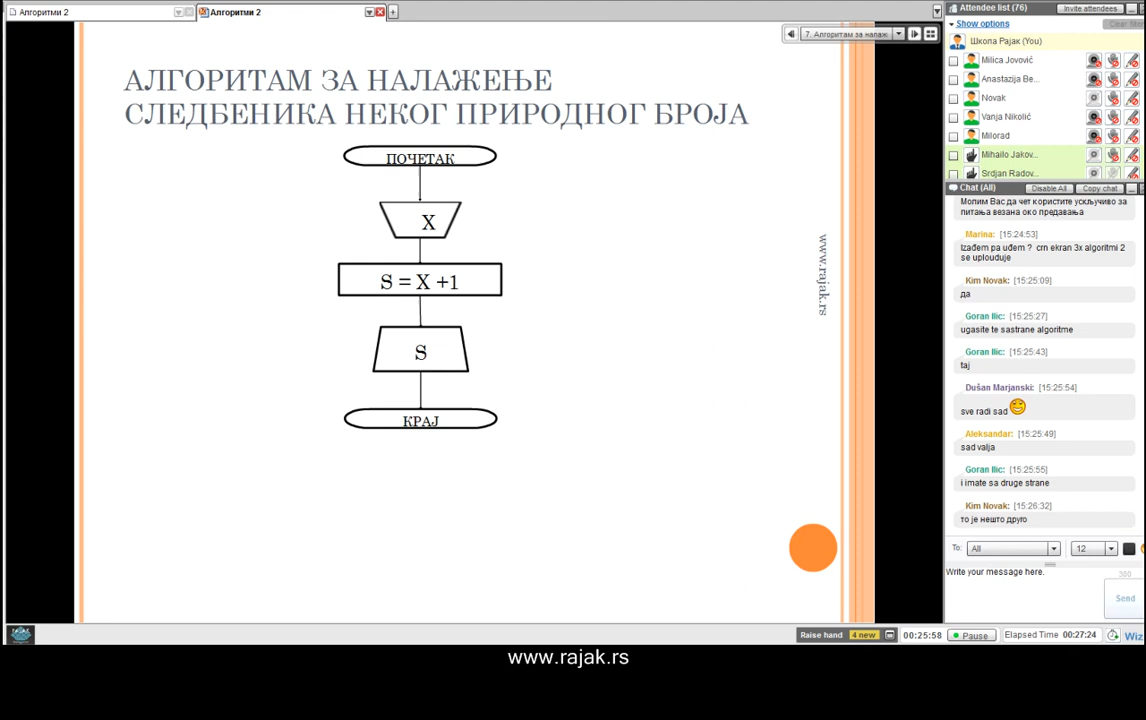 Алгоритми 2
Алгоритми 2
7. Алгоритам за налаж
АЛГОРИТАМ ЗА НАЛАЖЕЊЕ
СЛЕДБЕНИКА НЕКОГ ПРИРОДНОГ БРОЈА
ПОЧЕТАК
X
S = X +1
S
КРАЈ
www.rajak.rs
Attendee list (76)
Invite attendees
Show options
Clear
Школа Рајак (You)
Milica Jovović
Anastazija Be...
Novak
Vanja Nikolić
Milorad
Mihailo Jakov...
Srdjan Radov...
Chat (All)
Disable All
Copy chat
Молим Вас да чет користите искључиво за
питања везана око предавања
Marina: [15:24:53]
Izađem pa uđem ? crn ekran 3x algoritmi 2
se uplouduje
Kim Novak: [15:25:09]
да
Goran Ilic: [15:25:27]
ugasite te sastrane algoritme
Goran Ilic: [15:25:43]
taj
Dušan Marjanski: [15:25:54]
sve radi sad
Aleksandar: [15:25:49]
sad valja
Goran Ilic: [15:25:55]
i imate sa druge strane
Kim Novak: [15:26:32]
то је нешто друго
To: All 12
Write your message here.
300
Send
Raise hand 4 new 00:25:58 Pause Elapsed Time 00:27:24 Wiz
www.rajak.rs